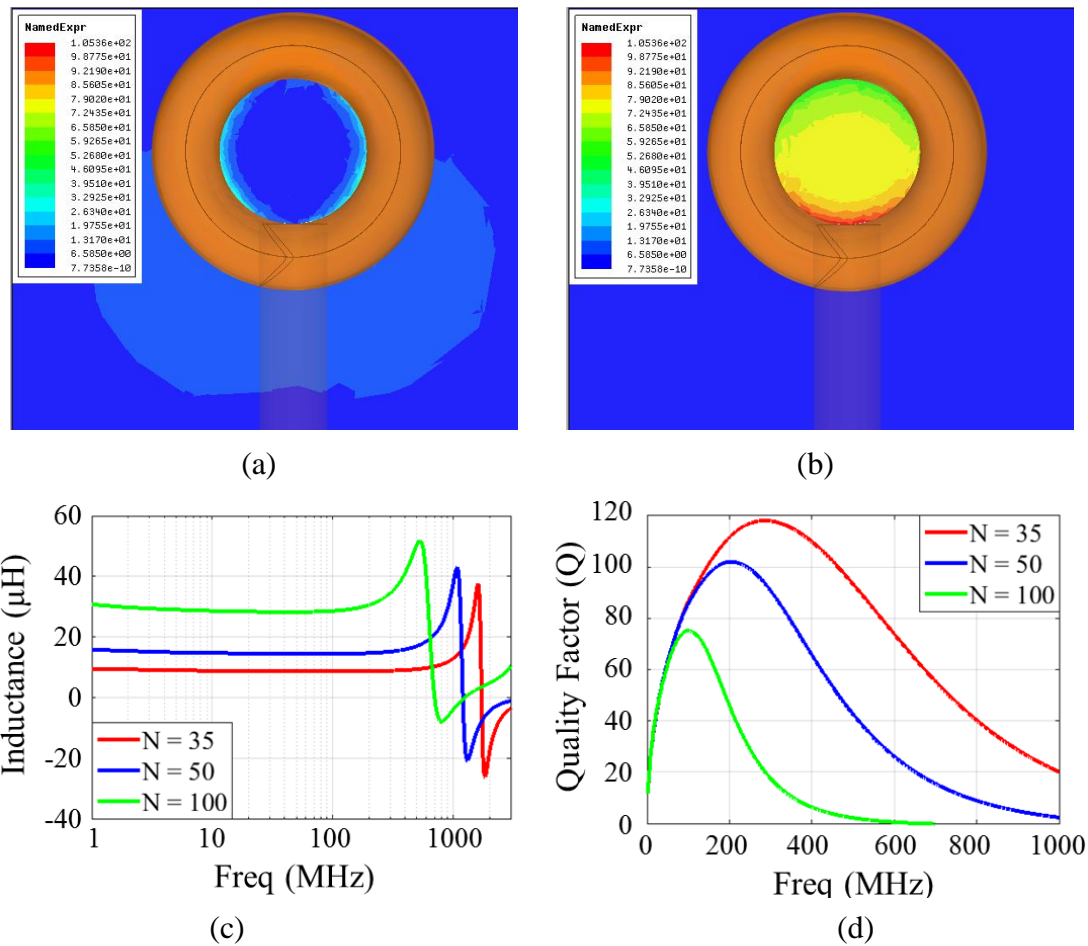 NamedExpr
1.0536e+02
9.8775e+01
9.2190e+01
8.5605e+01
7.9020e+01
7.2435e+01
6.5850e+01
5.9265e+01
5.2680e+01
4.6095e+01
3.9510e+01
3.2925e+01
2.6340e+01
1.9755e+01
1.3170e+01
6.5850e+00
7.7358e-10
(a)
NamedExpr
1.0536e+02
9.8775e+01
9.2190e+01
8.5605e+01
7.9020e+01
7.2435e+01
6.5850e+01
5.9265e+01
5.2680e+01
4.6095e+01
3.9510e+01
3.2925e+01
2.6340e+01
1.9755e+01
1.3170e+01
6.5850e+00
7.7358e-10
(b)
Inductance (μH)
60
40
20
0
-20
-40
N = 35
N = 50
N = 100
1 10 100 1000
Freq (MHz)
(c)
Quality Factor (Q)
120
100
80
60
40
20
0
N = 35
N = 50
N = 100
0 200 400 600 800 1000
Freq (MHz)
(d)